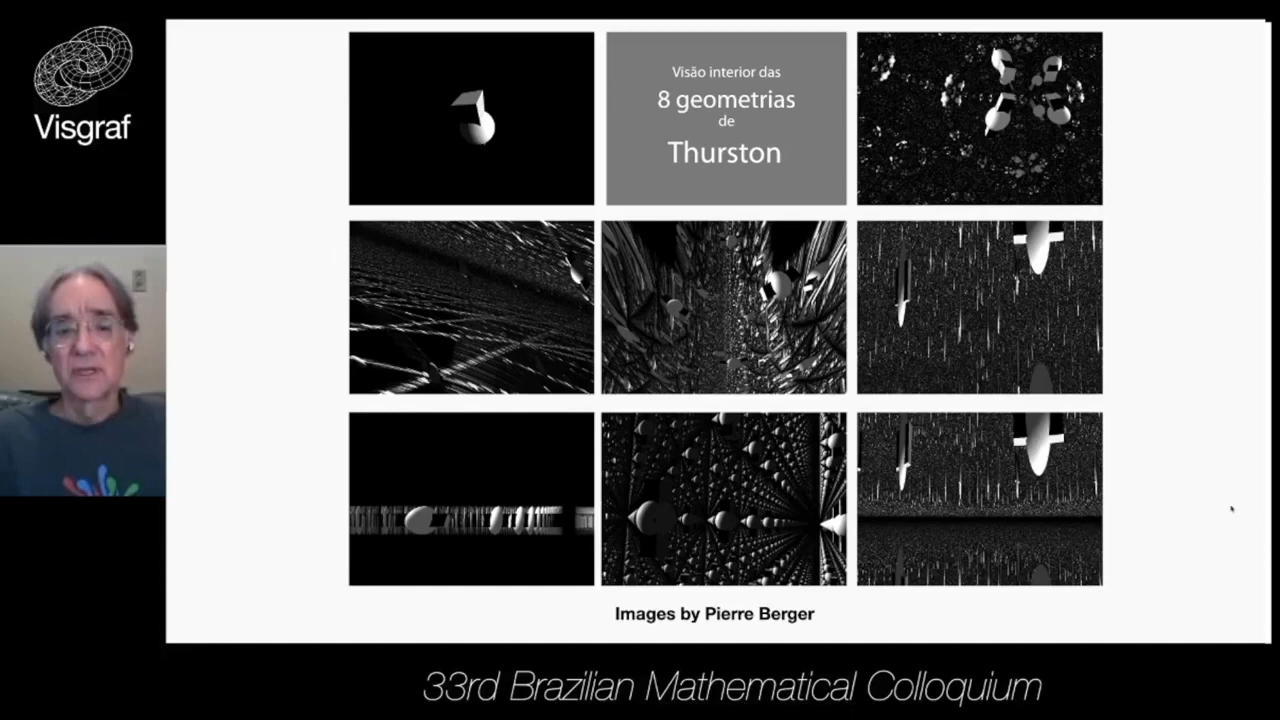 Visgraf
Visão interior das
8 geometrias
de
Thurston
Images by Pierre Berger
33rd Brazilian Mathematical Colloquium